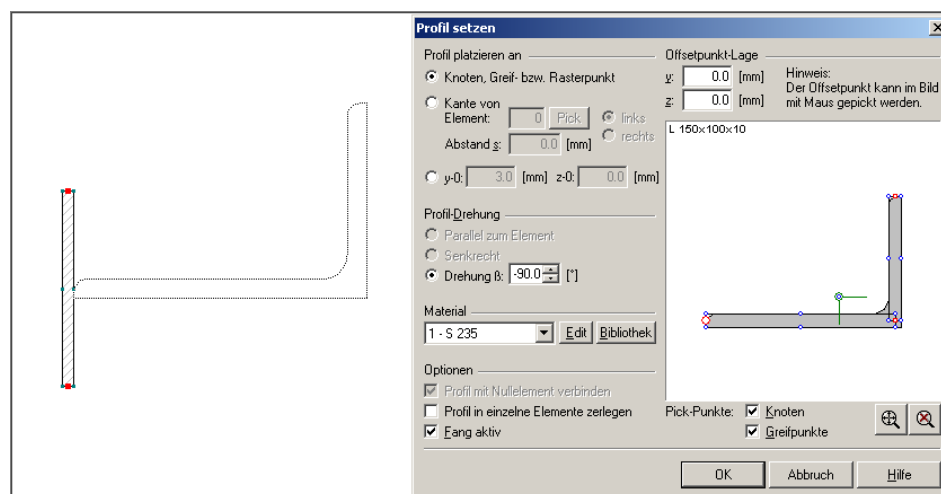 Profil setzen
Profil platzieren an
Knoten, Greif- bzw. Rasterpunkt
Kante von
Element:
0
Pick
links
rechts
Abstand s:
0.0
[mm]
y-0:
3.0
[mm]
z-0:
0.0
[mm]
Profil-Drehung
Parallel zum Element
Senkrecht
Drehung ß:
-90.0
[°]
Material
1 - S 235
Edit
Bibliothek
Optionen
Profil mit Nullelement verbinden
Profil in einzelne Elemente zerlegen
Fang aktiv
Offsetpunkt-Lage
y:
0.0
[mm]
z:
0.0
[mm]
Hinweis:
Der Offsetpunkt kann im Bild
mit Maus gepickt werden.
L 150x100x10
Pick-Punkte:
Knoten
Greifpunkte
OK
Abbruch
Hilfe